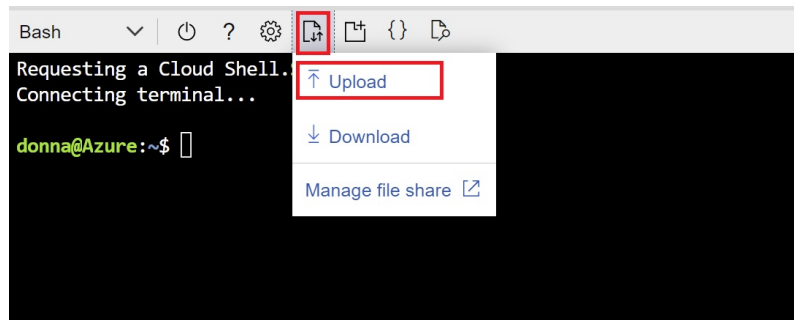 Bash ?  {}
Requesting a Cloud Shell.
Connecting terminal...
donna@Azure:~$
Upload
Download
Manage file share